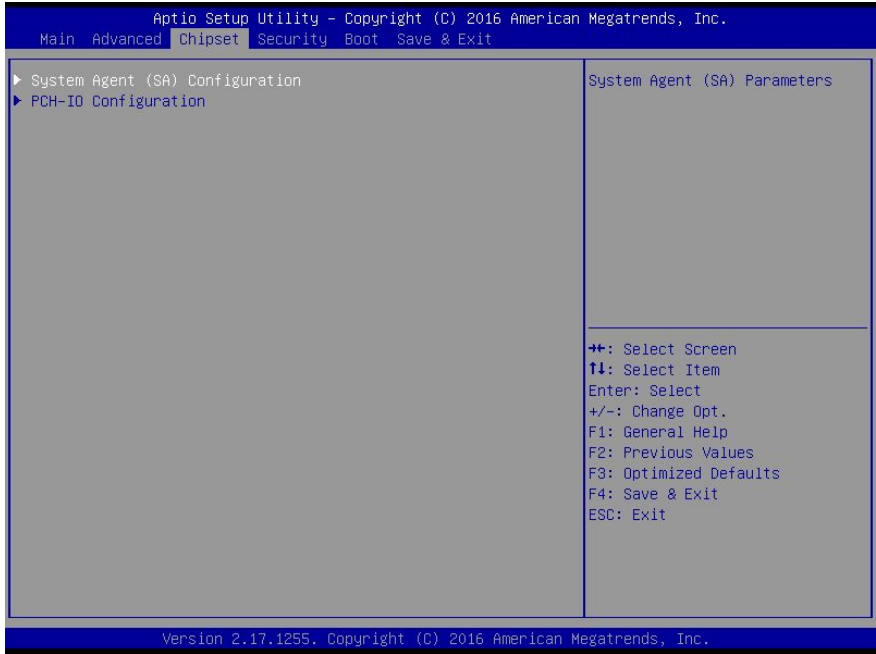 Aptio Setup Utility – Copyright (C) 2016 American Megatrends, Inc.
Main Advanced Chipset Security Boot Save & Exit
▶ System Agent (SA) Configuration
▶ PCH-IO Configuration
System Agent (SA) Parameters
→←: Select Screen
↑↓: Select Item
Enter: Select
+/-: Change Opt.
F1: General Help
F2: Previous Values
F3: Optimized Defaults
F4: Save & Exit
ESC: Exit
Version 2.17.1255. Copyright (C) 2016 American Megatrends, Inc.